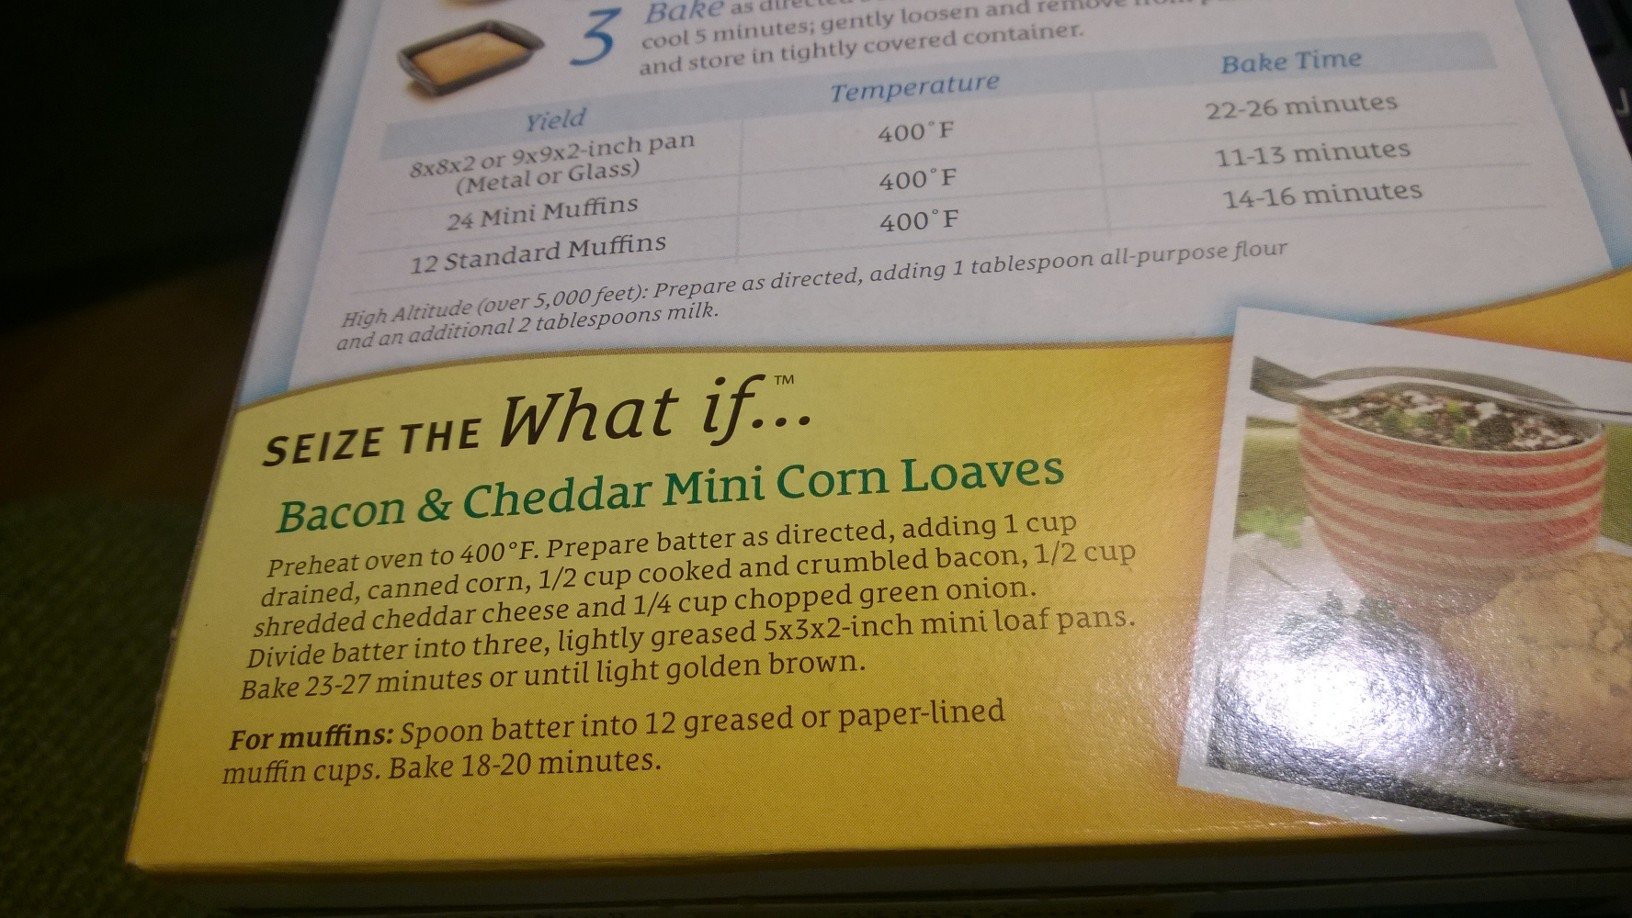 3 Bake as directed
cool 5 minutes; gently loosen and remove from
and store in tightly covered container.
Yield Temperature Bake Time
8x8x2 or 9x9x2-inch pan 400°F 22-26 minutes
(Metal or Glass)
24 Mini Muffins 400°F 11-13 minutes
12 Standard Muffins 400°F 14-16 minutes
High Altitude (over 5,000 feet): Prepare as directed, adding 1 tablespoon all-purpose flour
and an additional 2 tablespoons milk.
SEIZE THE What if...™
Bacon & Cheddar Mini Corn Loaves
Preheat oven to 400°F. Prepare batter as directed, adding 1 cup
drained, canned corn, 1/2 cup cooked and crumbled bacon, 1/2 cup
shredded cheddar cheese and 1/4 cup chopped green onion.
Divide batter into three, lightly greased 5x3x2-inch mini loaf pans.
Bake 23-27 minutes or until light golden brown.
For muffins: Spoon batter into 12 greased or paper-lined
muffin cups. Bake 18-20 minutes.